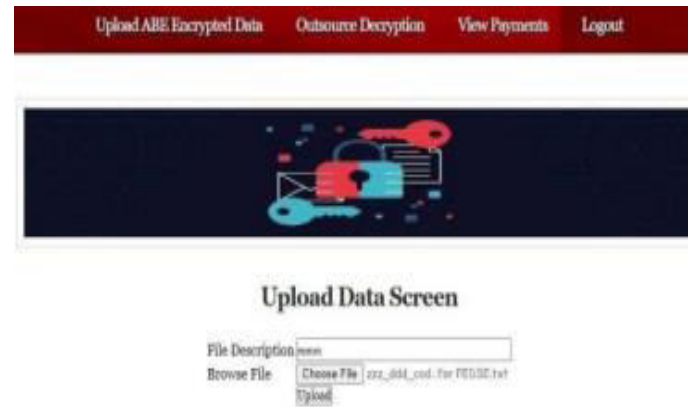 Upload ABE Encrypted Data Outsource Decryption View Payments Logout
Upload Data Screen
File Description
Browse File Choose File
Upload